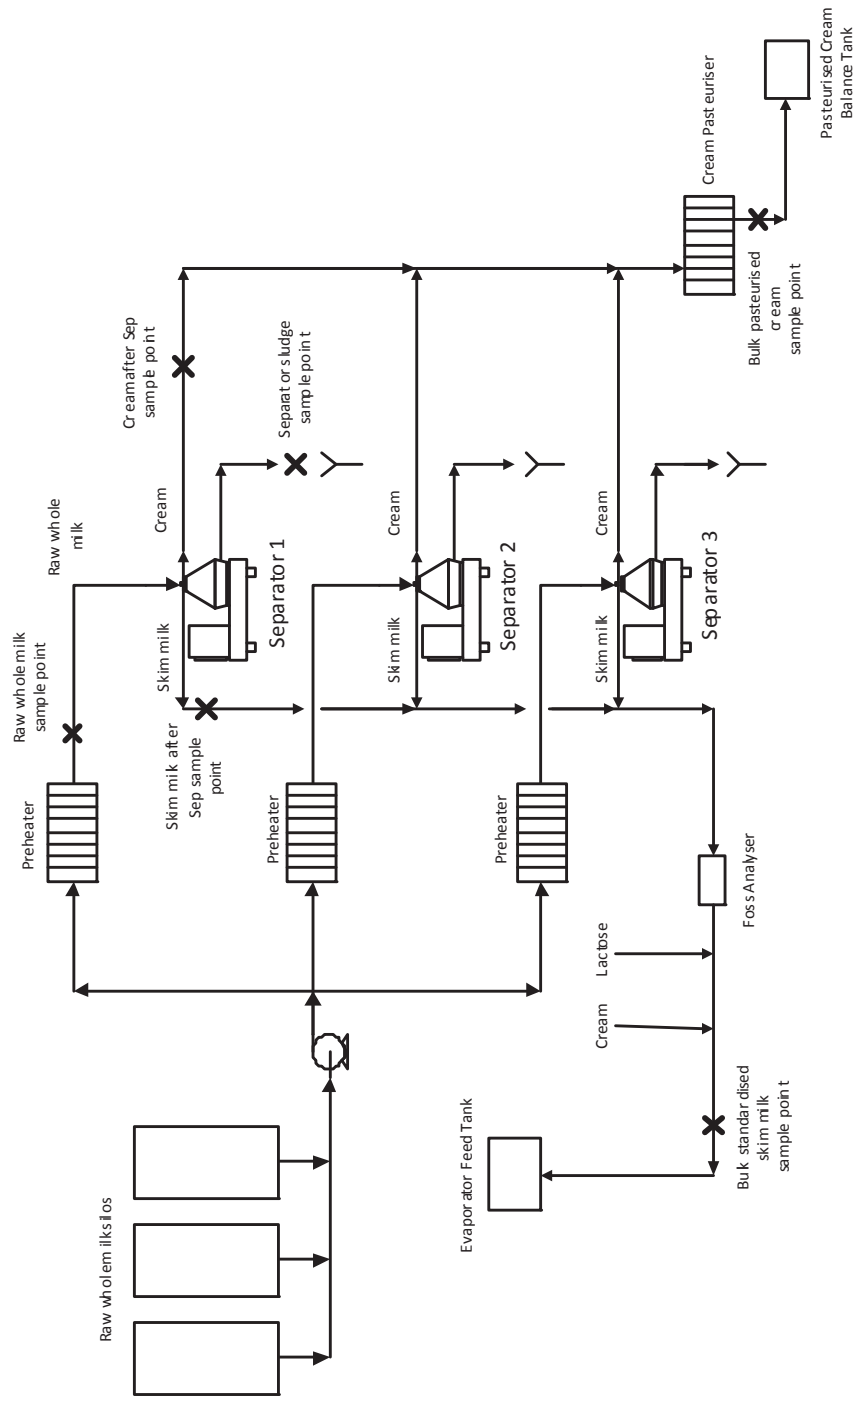 Raw whole milk silos
Preheater
Raw whole milk
sample point
Raw whole
milk
Skim milk
Cream
Cream after Sep
sample point
Separator 1
Separator sludge
sample point
Skim milk after
Sep sample
point
Preheater
Skim milk
Cream
Separator 2
Preheater
Skim milk
Cream
Separator 3
Cream Pasteuriser
Bulk pasteurised
cream
sample point
Pasteurised Cream
Balance Tank
Evaporator Feed Tank
Cream
Lactose
Foss Analyser
Bulk standardised
skim milk
sample point